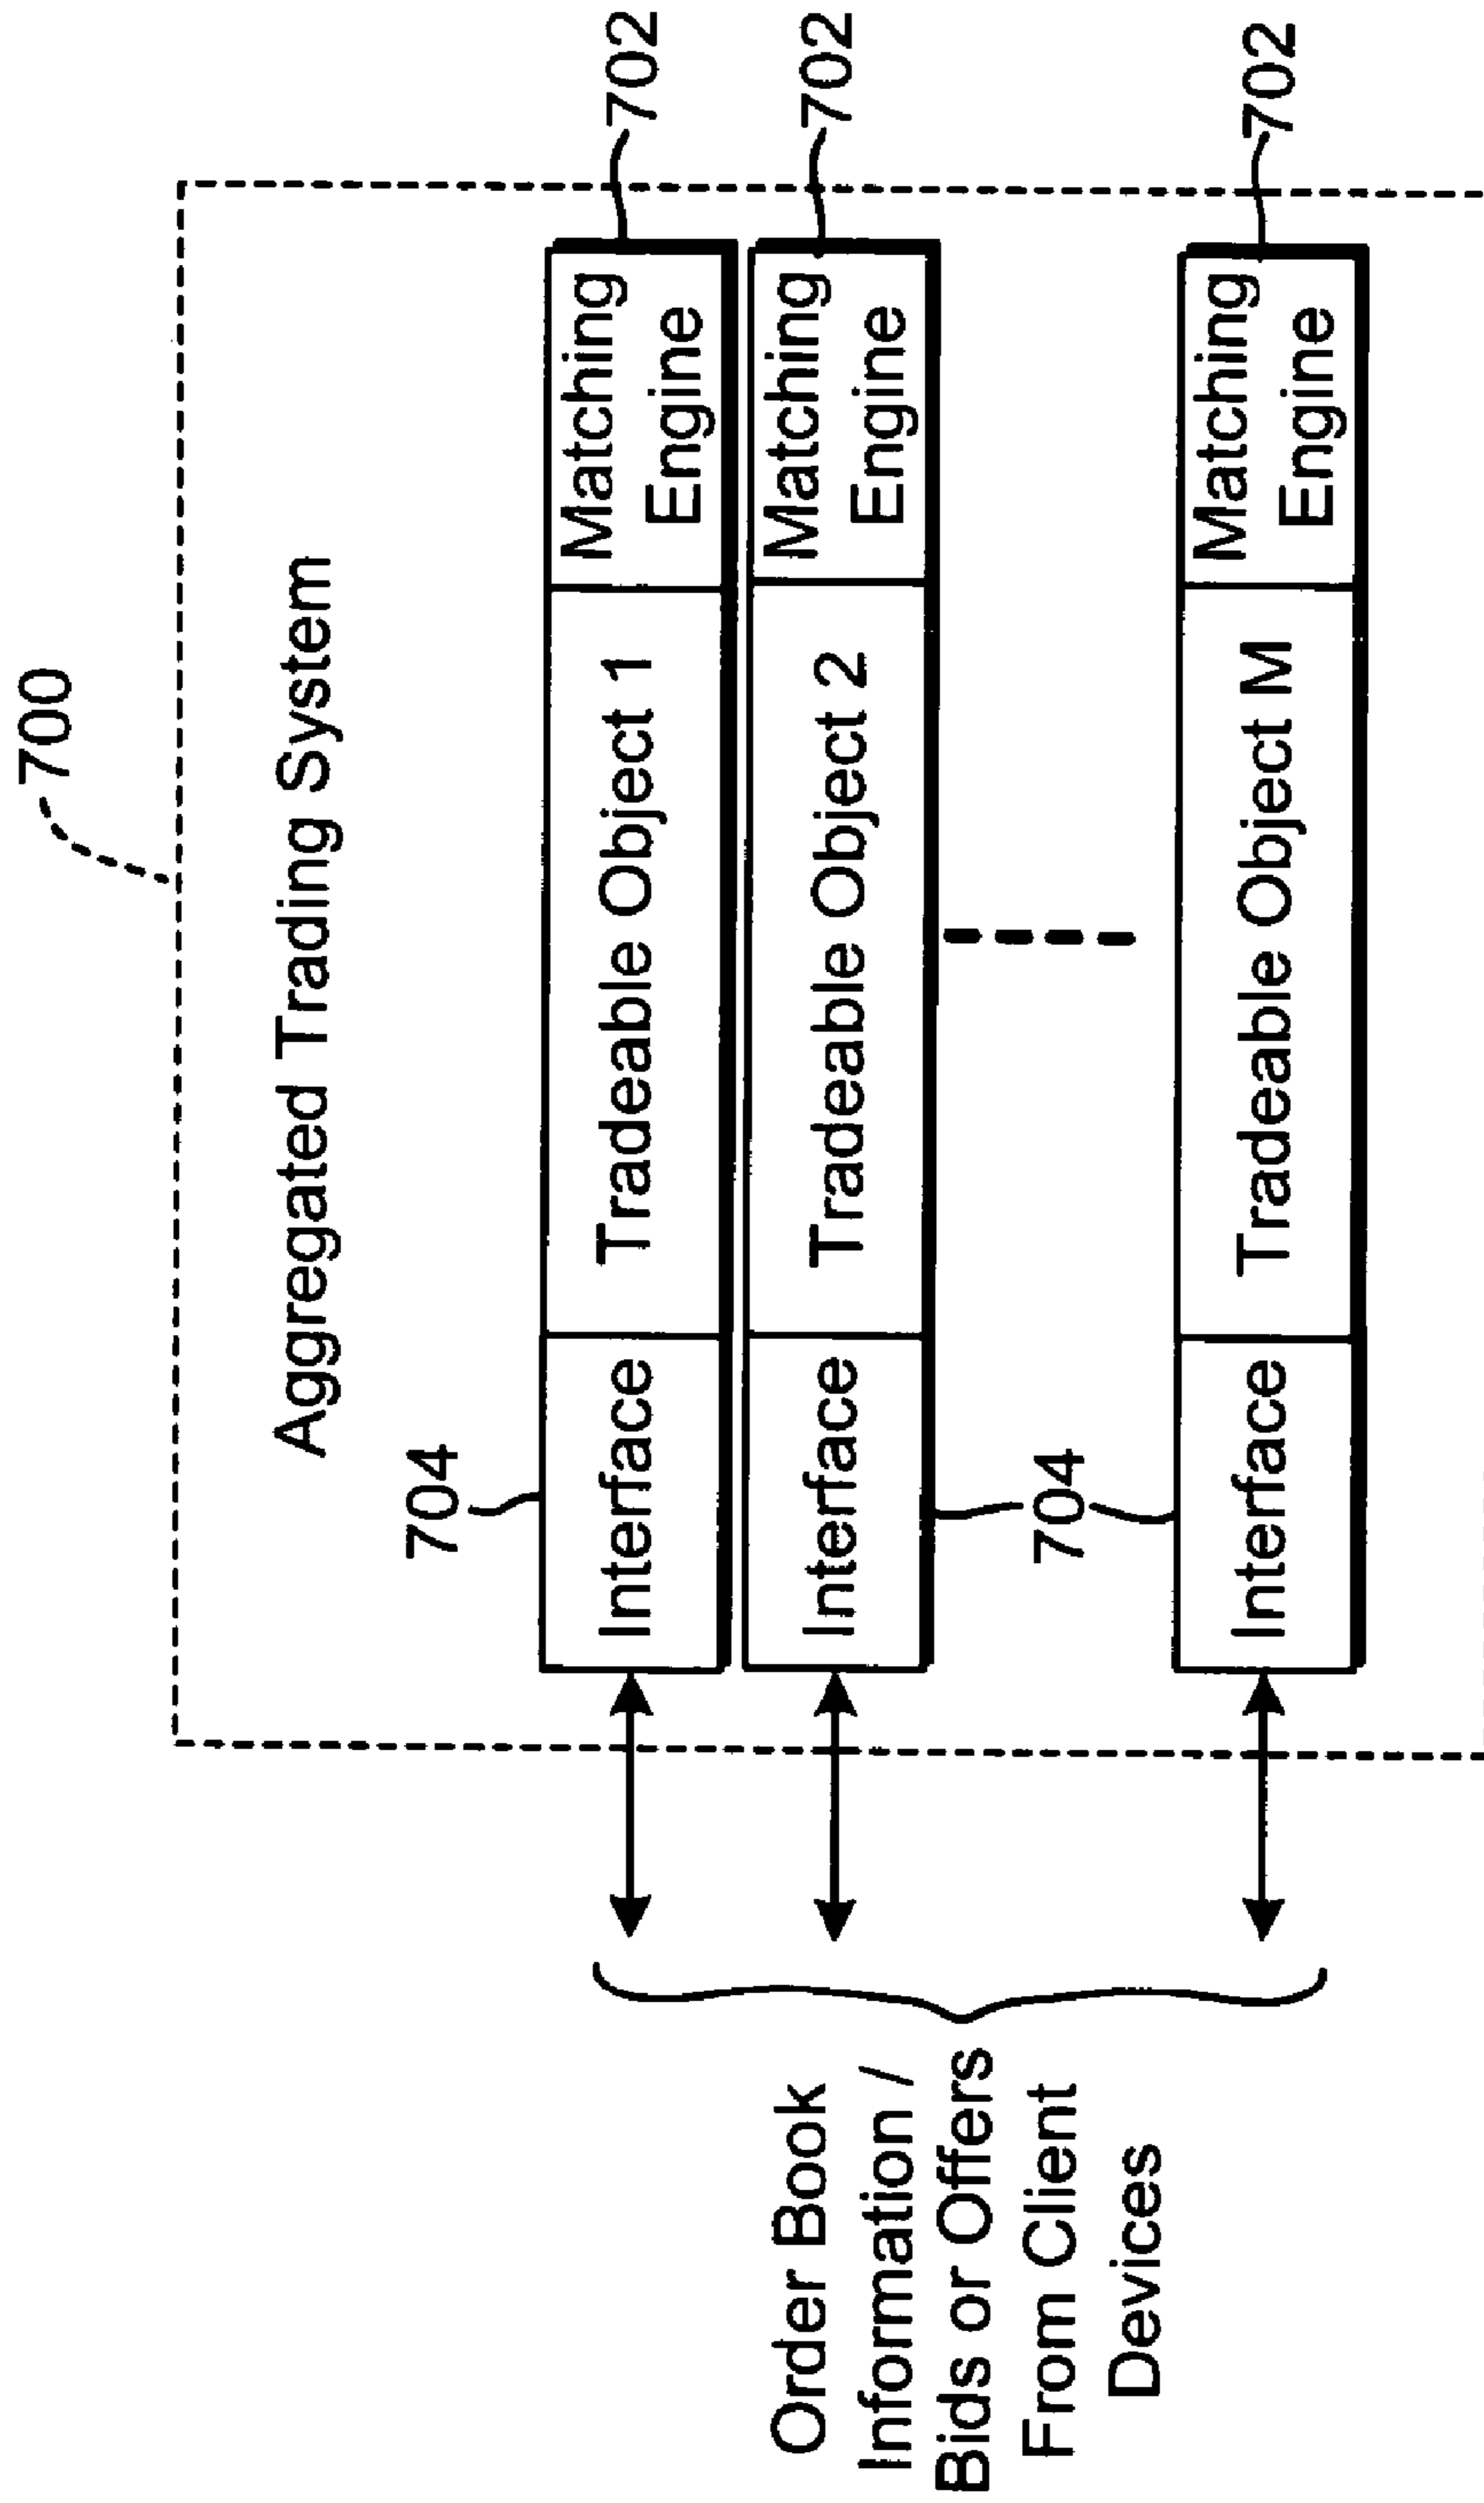 700
Aggregated Trading System
704
Interface
Tradeable Object 1
Matching
Engine
702
Interface
Tradeable Object 2
Matching
Engine
702
704
Interface
Tradeable Object M
Matching
Engine
702
Order Book
Information /
Bids or Offers
From Client
Devices